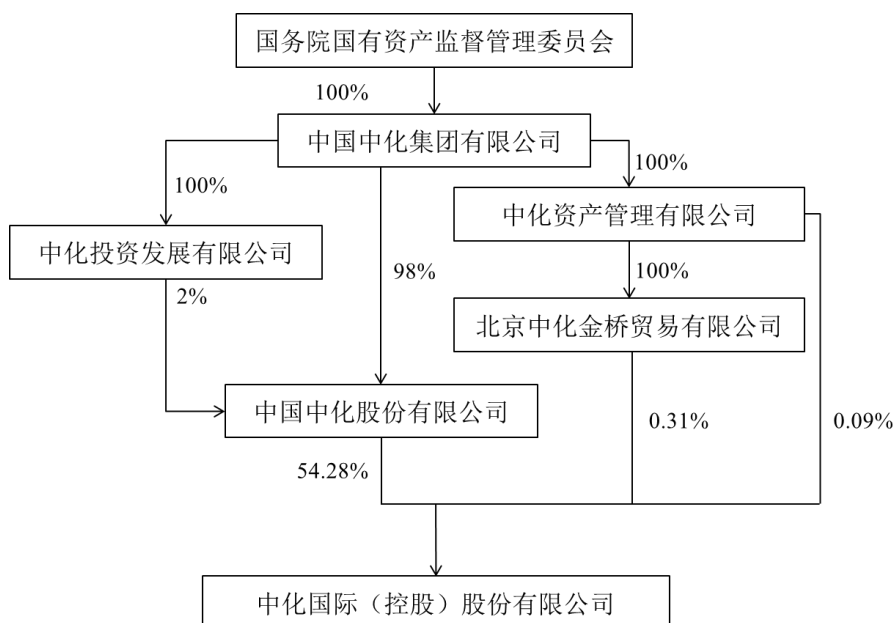 国务院国有资产监督管理委员会
100%
中国中化集团有限公司
100%
100%
中化资产管理有限公司
中化投资发展有限公司
2%
98%
100%
北京中化金桥贸易有限公司
中国中化股份有限公司
0.31%
0.09%
54.28%
中化国际（控股）股份有限公司